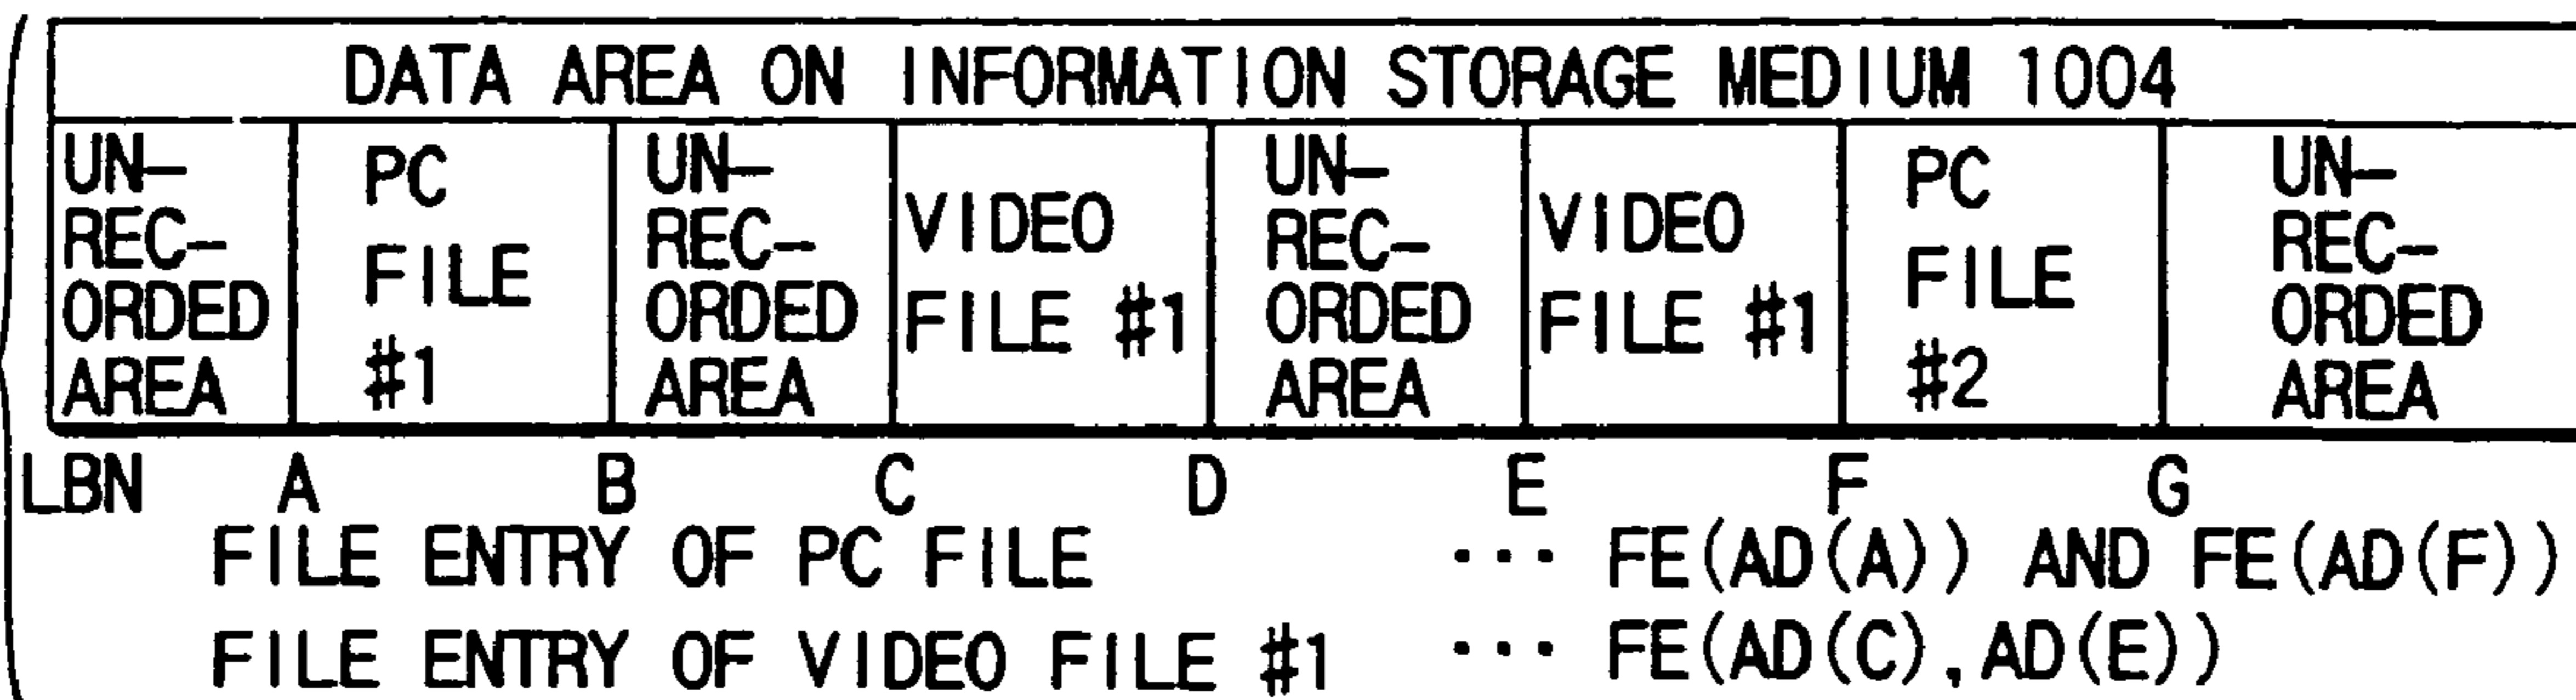 DATA AREA ON INFORMATION STORAGE MEDIUM 1004
UN-
REC-
ORDED
AREA
PC
FILE
#1
UN-
REC-
ORDED
AREA
VIDEO
FILE #1
UN-
REC-
ORDED
AREA
VIDEO
FILE #1
PC
FILE
#2
UN-
REC-
ORDED
AREA
LBN A B C D E F G
FILE ENTRY OF PC FILE ··· FE(AD(A)) AND FE(AD(F))
FILE ENTRY OF VIDEO FILE #1 ··· FE(AD(C),AD(E))